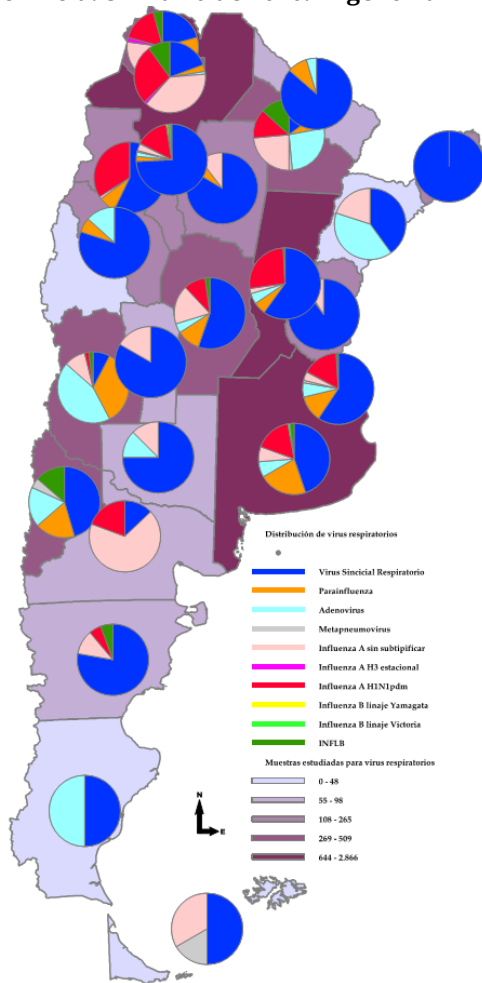 Distribución de virus respiratorios
Virus Sincicial Respiratorio
Parainfluenza
Adenovirus
Metapneumovirus
Influenza A sin subtipificar
Influenza A H3 estacional
Influenza A H1N1pdm
Influenza B linaje Yamagata
Influenza B linaje Victoria
INFLB
Muestras estudiadas para virus respiratorios
0 - 48
55 - 98
108 - 265
269 - 509
644 - 2.866
N
E